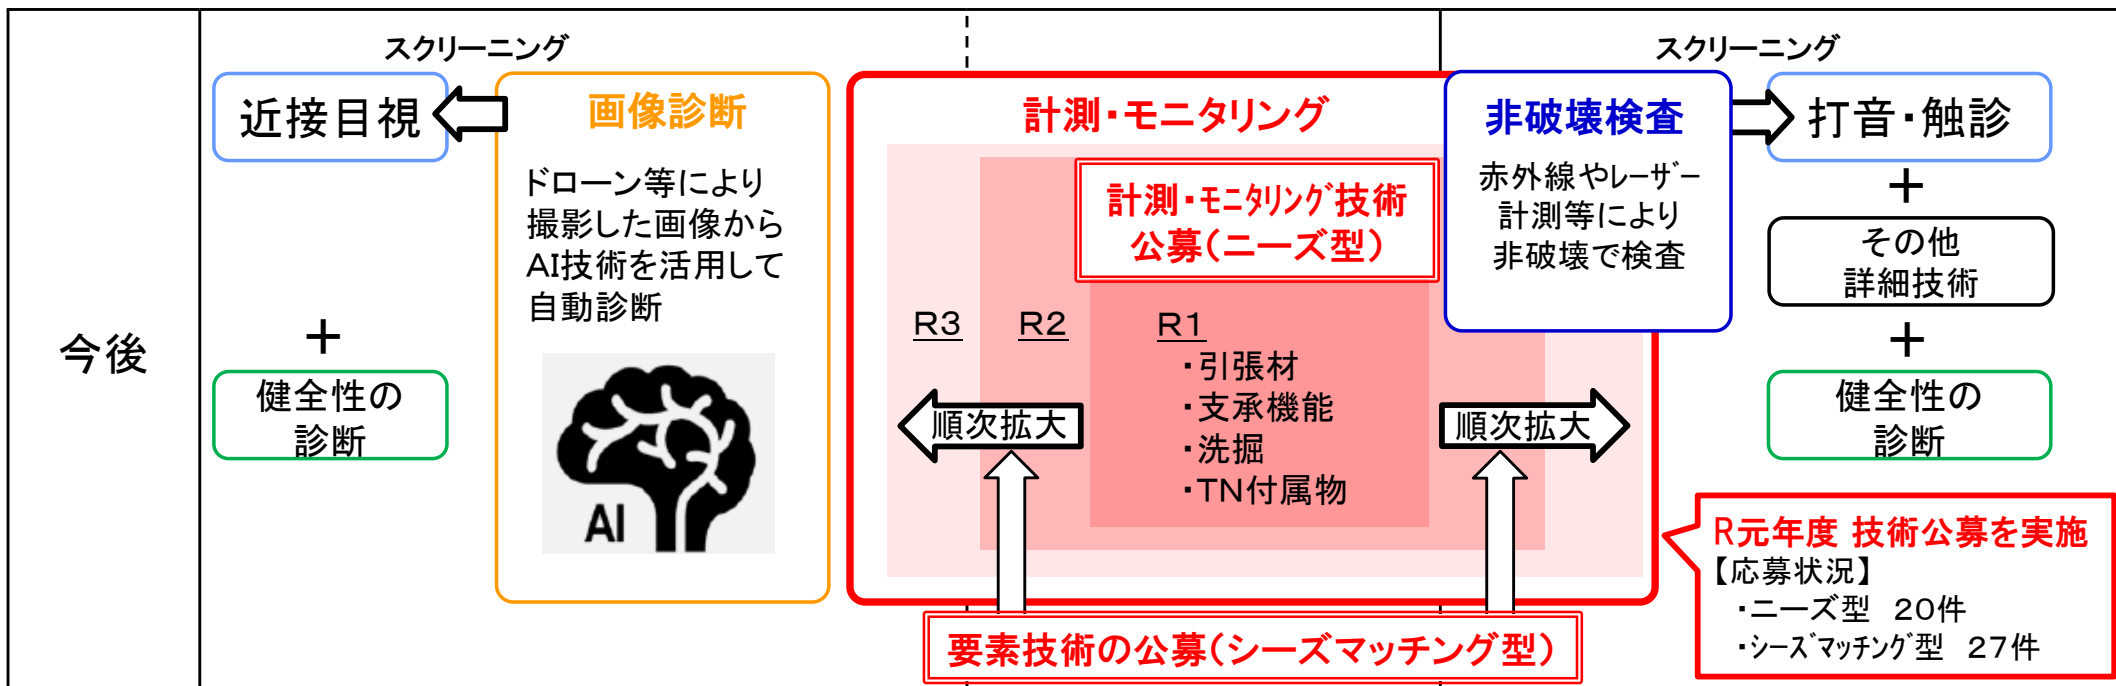 今後
スクリーニング
近接目視
＋
健全性の
診断
画像診断
ドローン等により
撮影した画像から
AI技術を活用して
自動診断
AI
計測・モニタリング
計測・ﾓﾆﾀﾘﾝｸﾞ技術
公募（ニーズ型）
R3
R2
R1
・引張材
・支承機能
・洗掘
・TN付属物
順次拡大
順次拡大
要素技術の公募（シーズマッチング型）
非破壊検査
赤外線やﾚｰｻﾞｰ
計測等により
非破壊で検査
スクリーニング
打音・触診
＋
その他
詳細技術
＋
健全性の
診断
R元年度 技術公募を実施
【応募状況】
・ニーズ型　20件
・ｼｰｽﾞﾏｯﾁﾝｸﾞ型　27件